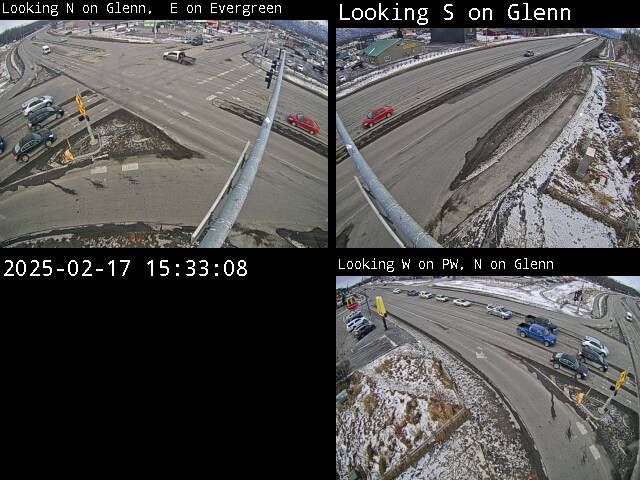 Looking N on Glenn,  E on Evergreen
Looking S on Glenn
2025-02-17 15:33:08
Looking W on PW, N on Glenn